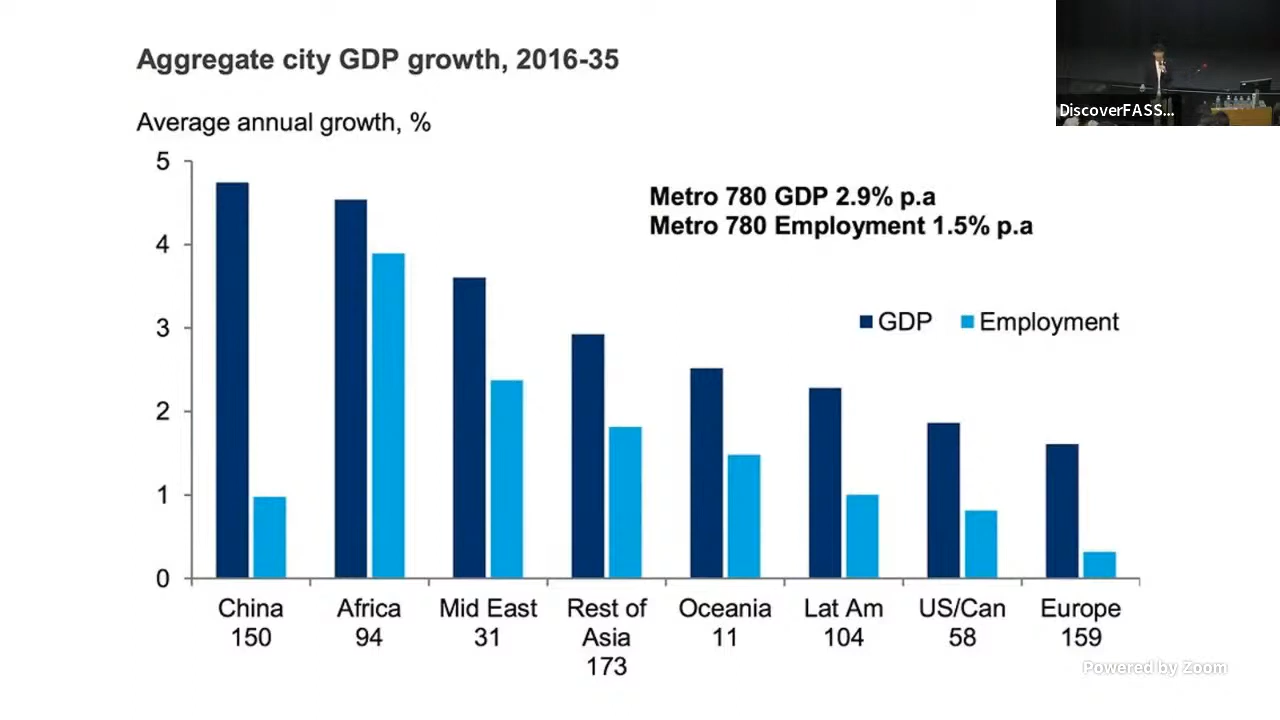 Aggregate city GDP growth, 2016-35
DiscoverFASS...
Average annual growth, %
5
4
3
2
1
0
Metro 780 GDP 2.9% p.a
Metro 780 Employment 1.5% p.a
GDP Employment
China Africa Mid East Rest of Oceania Lat Am US/Can Europe
150 94 31 Asia 11 104 58 159
173
Powered by Zoom